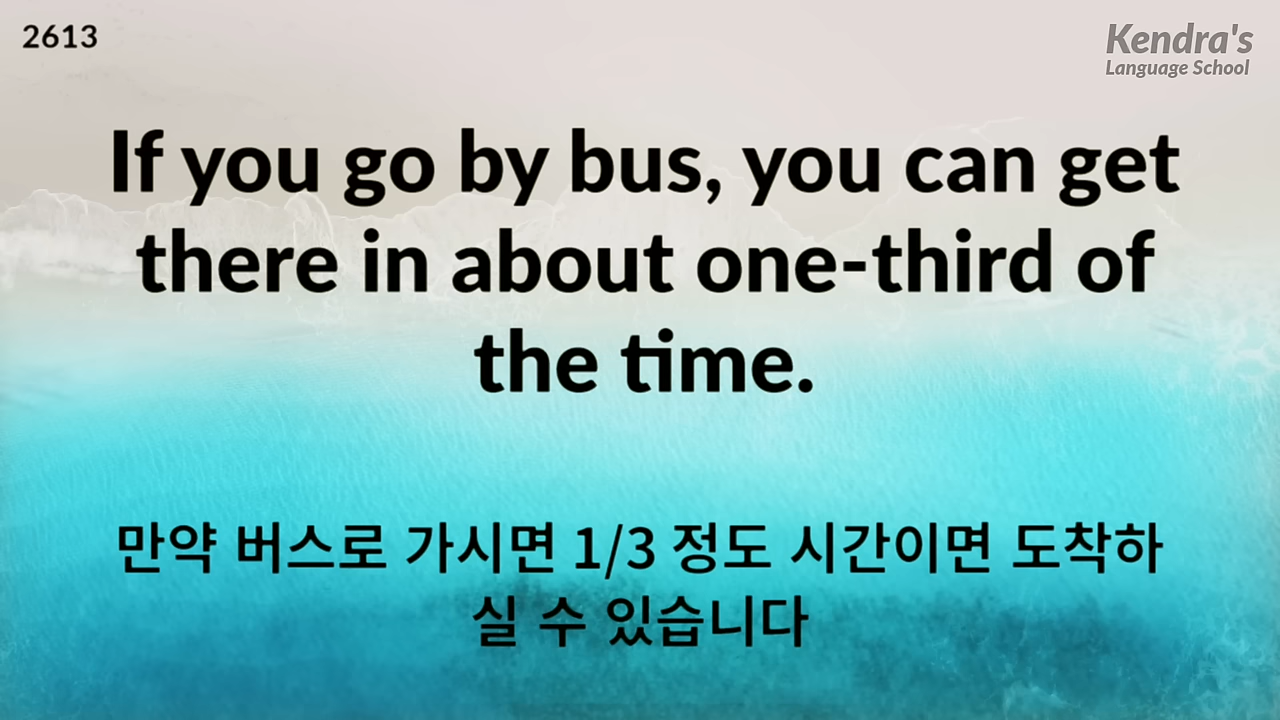 2613
Kendra's
Language School
If you go by bus, you can get
there in about one-third of
the time.
만약 버스로 가시면 1/3 정도 시간이면 도착하
실 수 있습니다